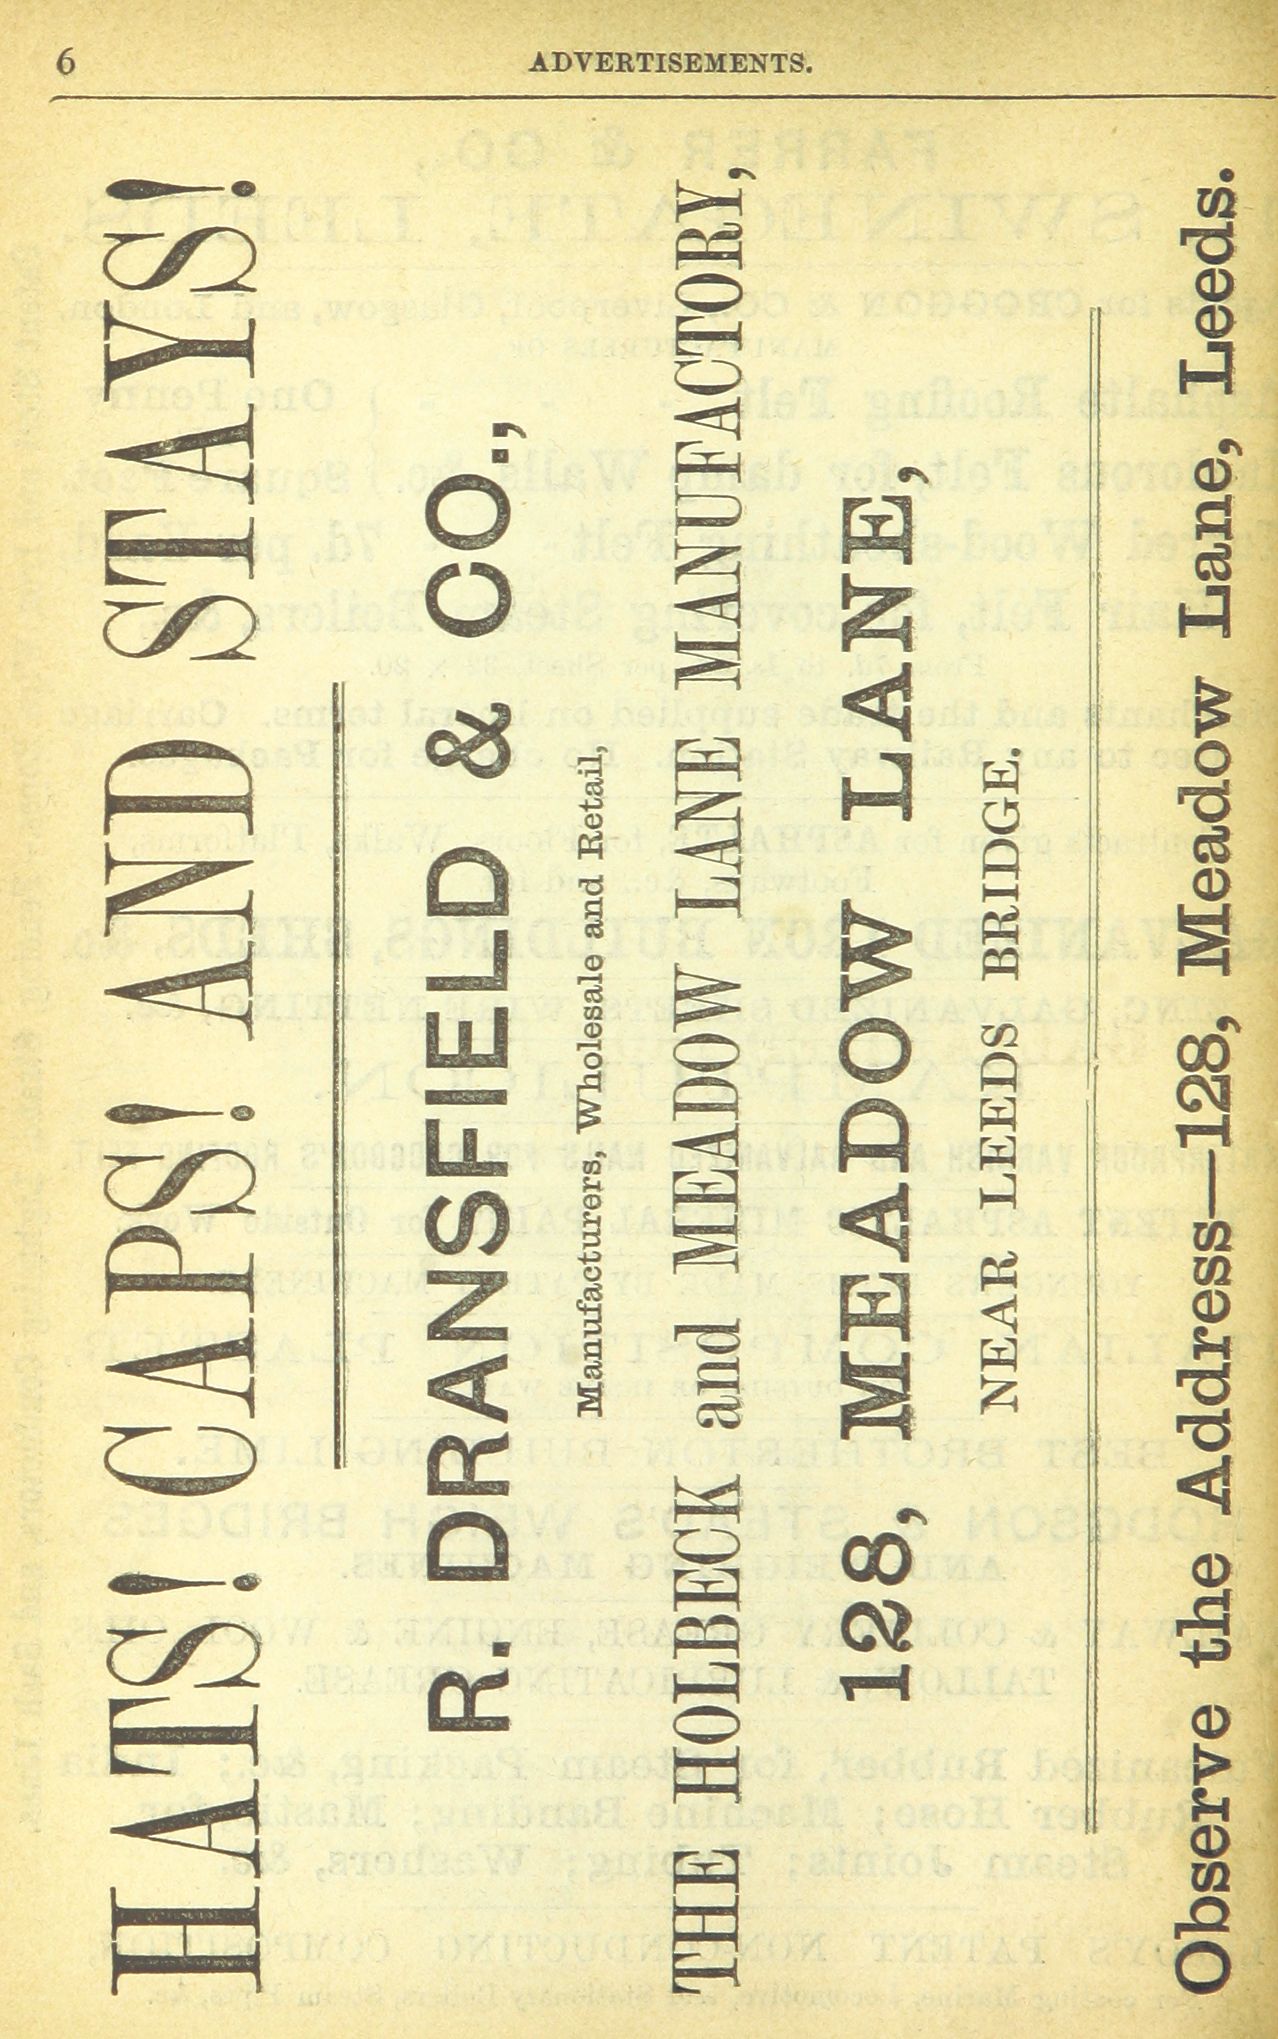 6 ADVERTISEMENTS.
HATS! CAPS! AND STAYS!
R. DRANSFIELD & CO.,
Manufacturers, Wholesale and Retail,
THE HOLBECK and MEADOW LANE MANUFACTORY,
128, MEADOW LANE,
NEAR LEEDS BRIDGE.
Observe the Address—128, Meadow Lane, Leeds.